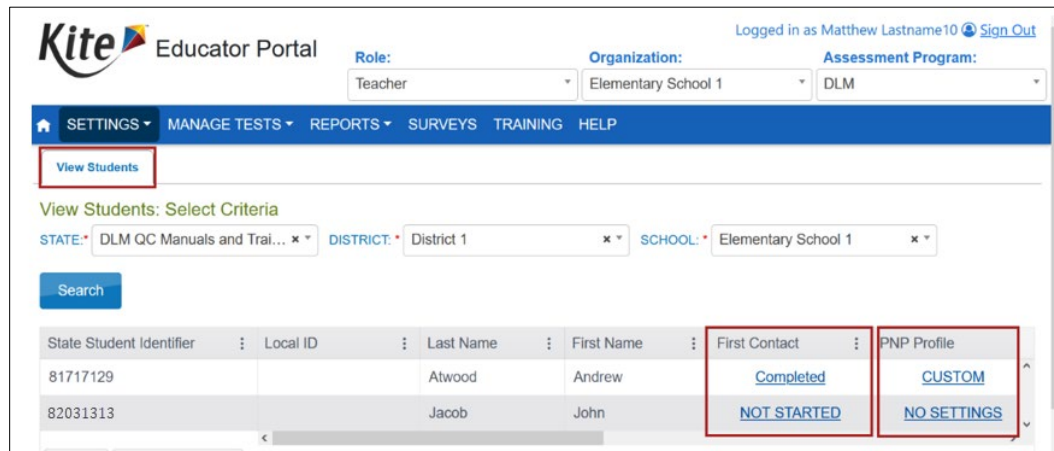 Kite Educator Portal
Logged in as Matthew Lastname10 Sign Out
Role: Organization: Assessment Program:
Teacher Elementary School 1 DLM
SETTINGS MANAGE TESTS REPORTS SURVEYS TRAINING HELP
View Students
View Students: Select Criteria
STATE:* DLM QC Manuals and Trai... × DISTRICT: * District 1 × SCHOOL: * Elementary School 1 ×
Search
State Student Identifier Local ID Last Name First Name First Contact PNP Profile
81717129 Atwood Andrew Completed CUSTOM
82031313 Jacob John NOT STARTED NO SETTINGS